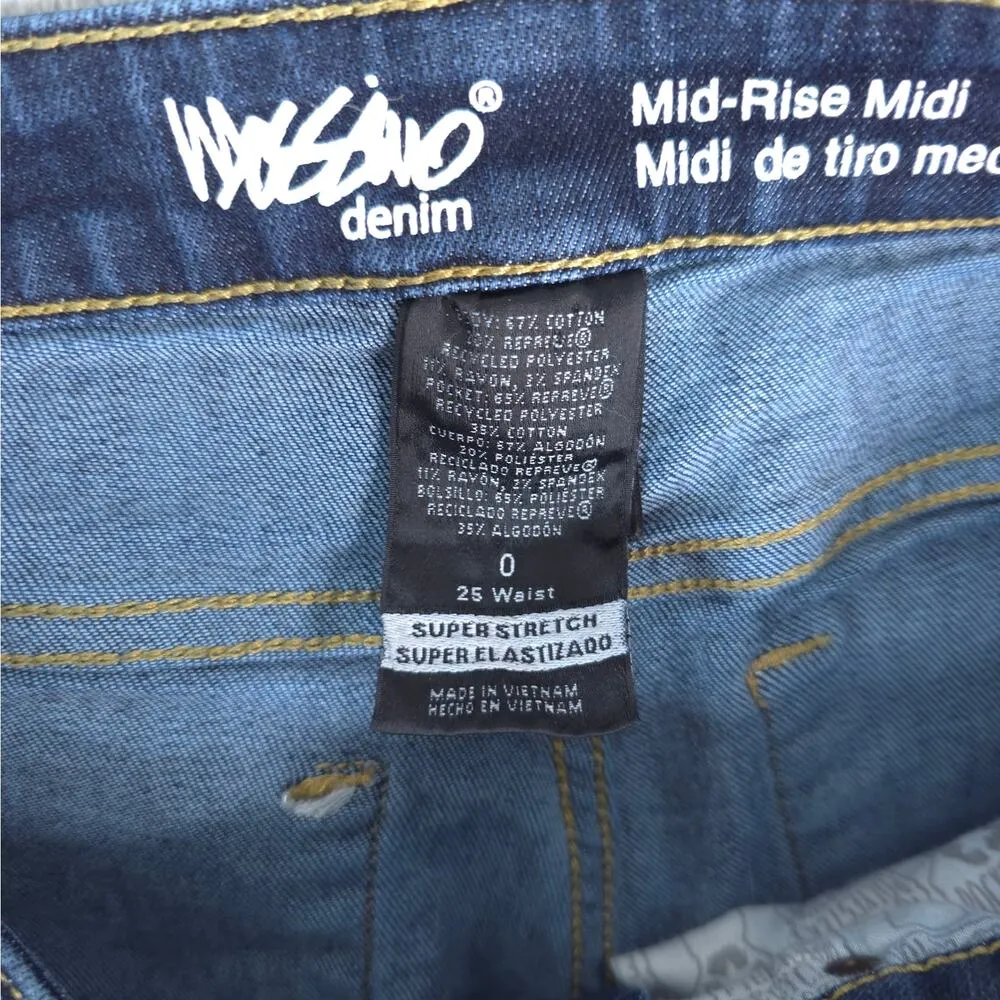 Mossimo®
denim
Mid-Rise Midi
Midi de tiro
67% COTTON
20% REPREVE®
RECYCLED POLYESTER
11% RAYON, 2% SPANDEX
POCKET: 65% REPREVE®
RECYCLED POLYESTER
35% COTTON
CUERPO: 67% ALGODÓN
20% POLIÉSTER
RECICLADO REPREVE®
11% RAYÓN, 2% SPANDEX
BOLSILLO: 65% POLIÉSTER
RECICLADO REPREVE®
35% ALGODÓN
0
25 Waist
SUPER STRETCH
SUPER ELASTIZADO
MADE IN VIETNAM
HECHO EN VIETNAM